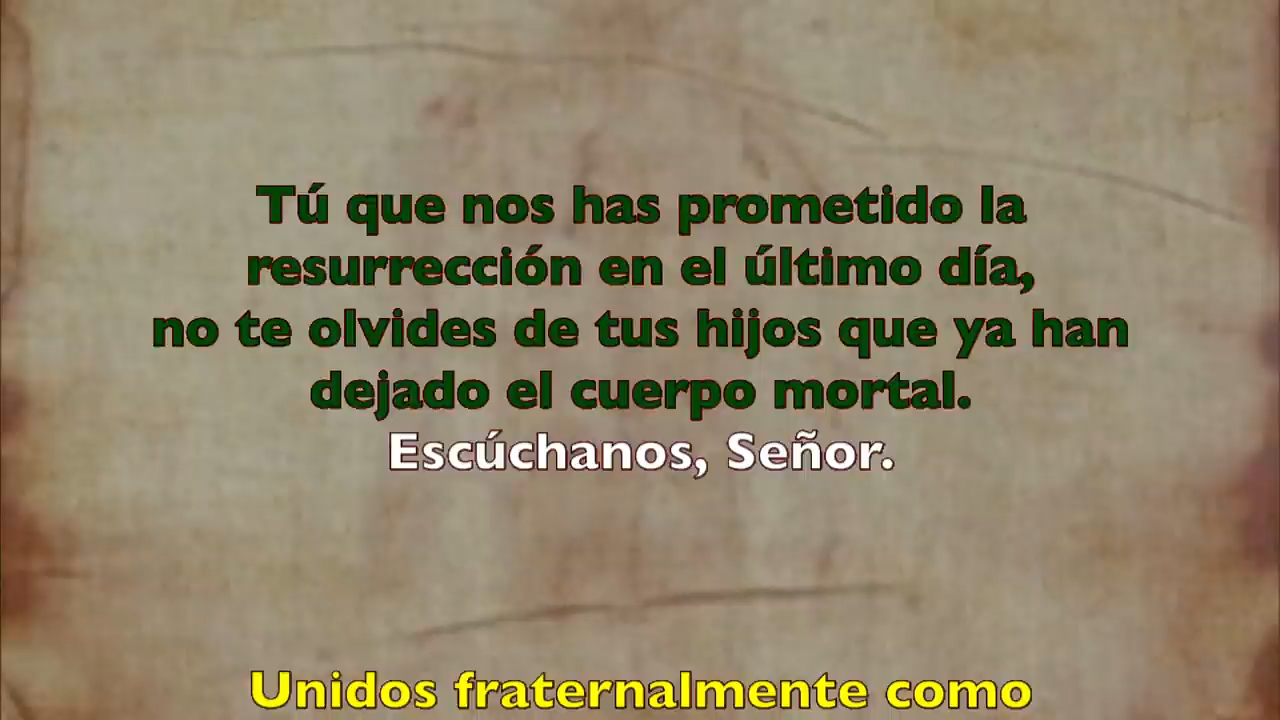 Tú que nos has prometido la
resurrección en el último día,
no te olvides de tus hijos que ya han
dejado el cuerpo mortal.
Escúchanos, Señor.
Unidos fraternalmente como